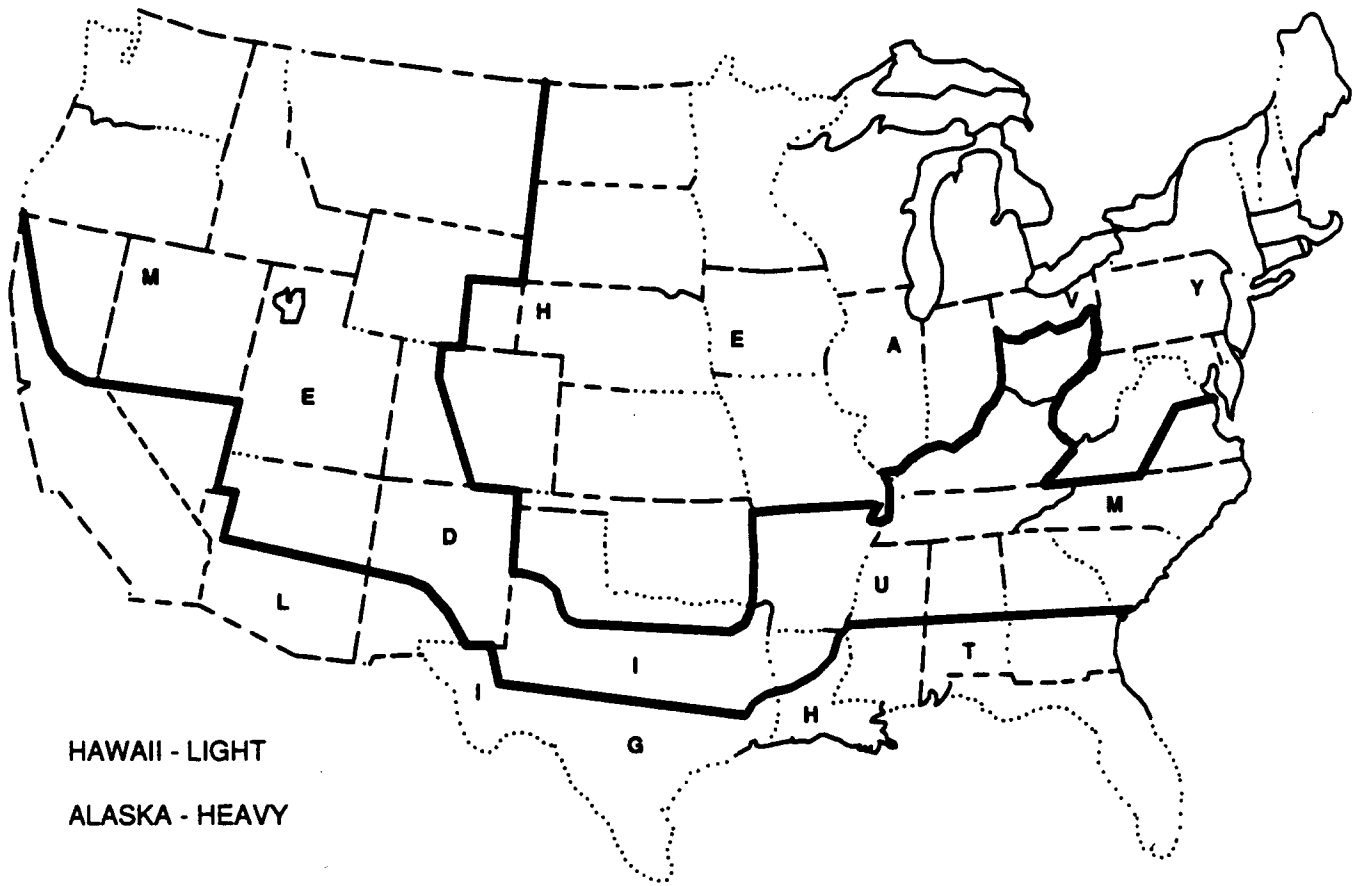 H E A V Y
M E D I U M
L I G H T
HAWAII - LIGHT
ALASKA - HEAVY